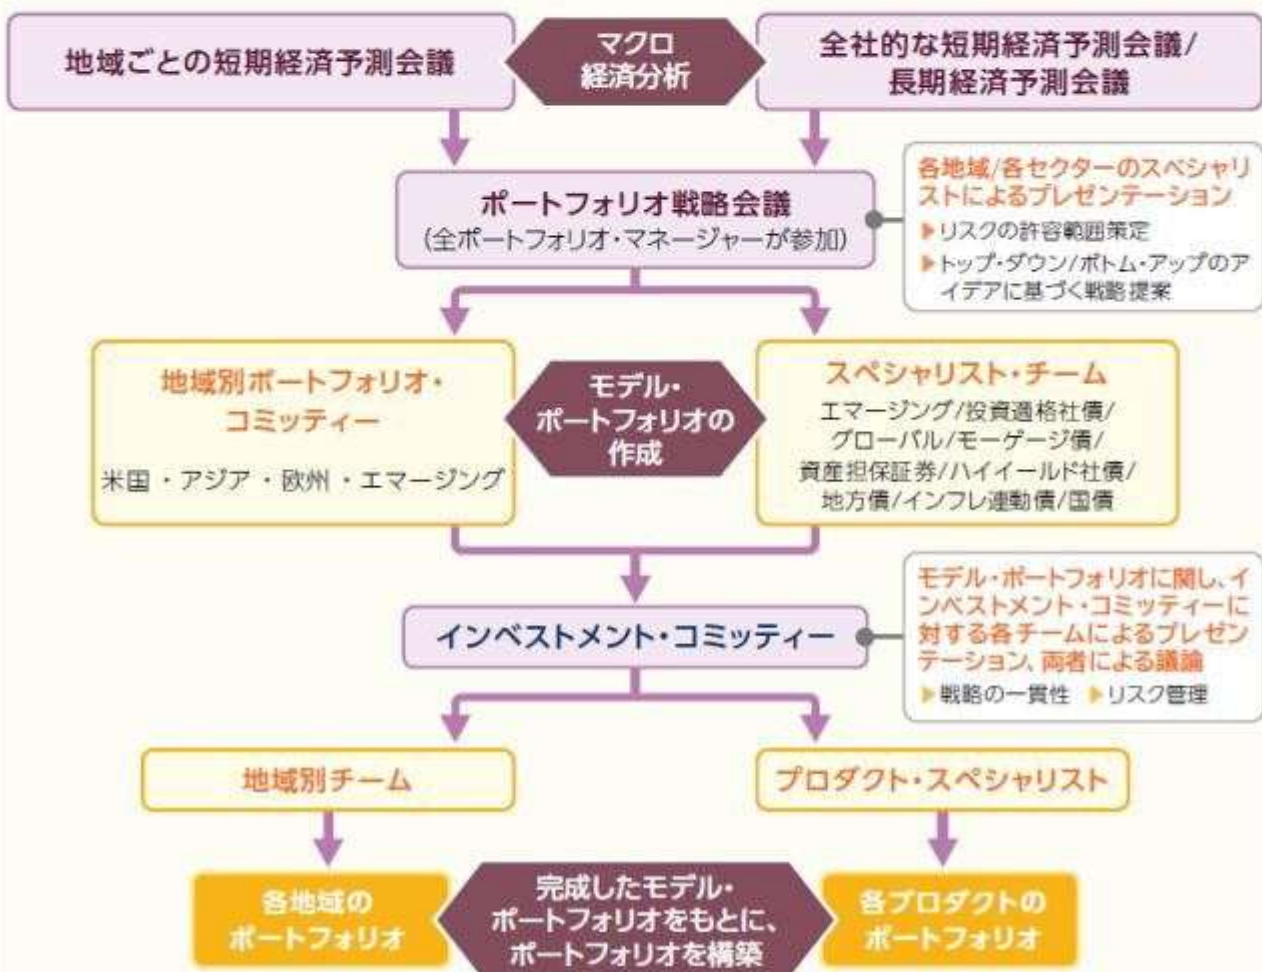 地域ごとの短期経済予測会議
マクロ
経済分析
全社的な短期経済予測会議/
長期経済予測会議
ポートフォリオ戦略会議
(全ポートフォリオ・マネージャーが参加)
各地域/各セクターのスペシャリ
ストによるプレゼンテーション
▶リスクの許容範囲策定
▶トップ・ダウン/ボトム・アップのア
イデアに基づく戦略提案
地域別ポートフォリオ・
コミッティー
米国・アジア・欧州・エマージング
モデル・
ポートフォリオの
作成
スペシャリスト・チーム
エマージング/投資適格社債/
グローバル/モーゲージ債/
資産担保証券/ハイイールド社債/
地方債/インフレ連動債/国債
インベストメント・コミッティー
モデル・ポートフォリオに関し、イ
ンベストメント・コミッティーに
対する各チームによるプレゼン
テーション、両者による議論
▶戦略の一貫性 ▶リスク管理
地域別チーム
プロダクト・スペシャリスト
各地域の
ポートフォリオ
完成したモデル・
ポートフォリオをもとに、
ポートフォリオを構築
各プロダクトの
ポートフォリオ